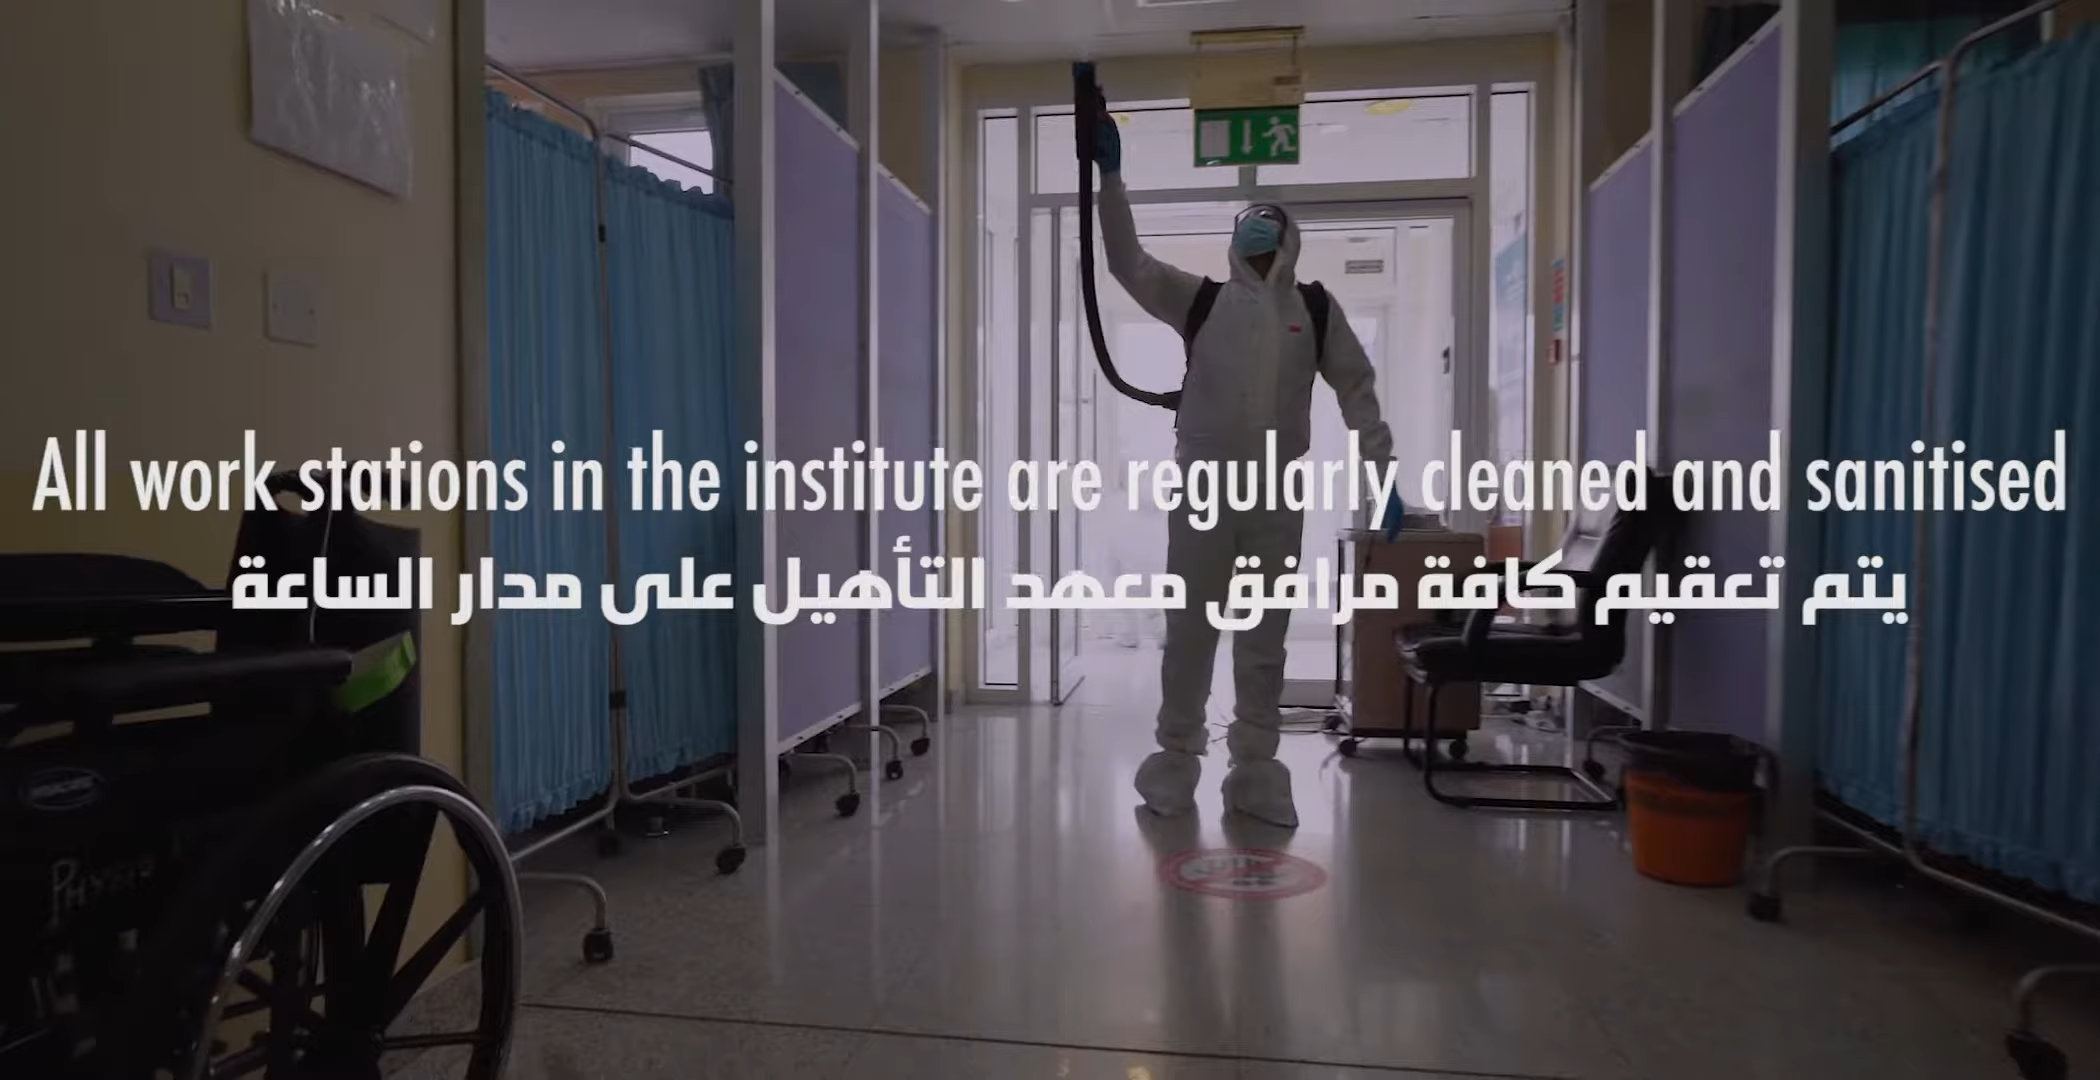 All work stations in the institute are regularly cleaned and sanitised
يتم تعقيم كافة مرافق معهد التأهيل على مدار الساعة